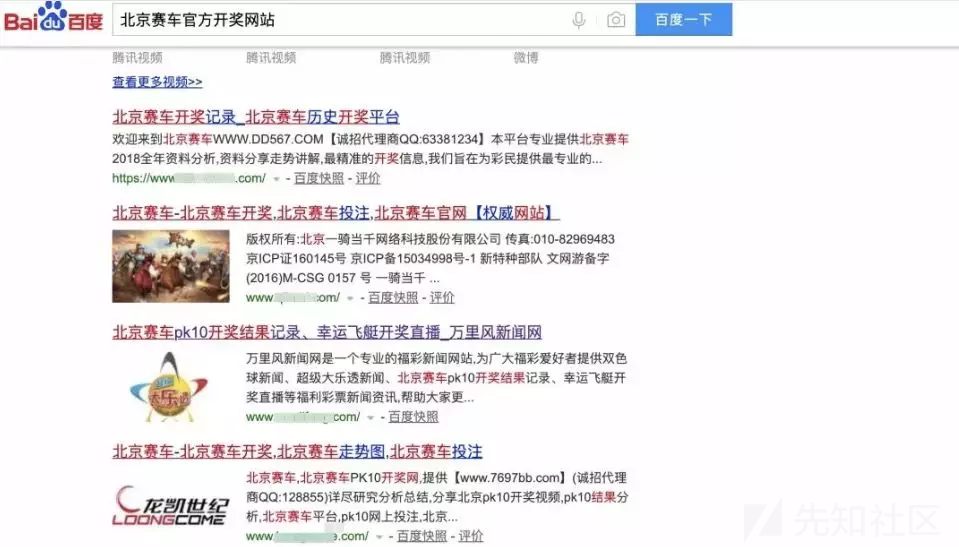 Bai du 百度 北京赛车官方开奖网站 百度一下
腾讯视频 腾讯视频 腾讯视频 微博
查看更多视频>>
北京赛车开奖记录_北京赛车历史开奖平台
欢迎来到北京赛车WWW.DD567.COM【诚招代理商QQ:63381234】本平台专业提供北京赛车
2018全年资料分析,资料分享走势讲解,最精准的开奖信息,我们旨在为彩民提供最专业的...
https://www .com/ - 百度快照 - 评价
北京赛车-北京赛车开奖,北京赛车投注,北京赛车官网【权威网站】
版权所有:北京一骑当千网络科技股份有限公司 传真:010-82969483
京ICP证160145号 京ICP备15034998号-1 新特种部队 文网游备字
(2016)M-CSG 0157 号 一骑当千 ...
www. .com/ - 百度快照 - 评价
北京赛车pk10开奖结果记录、幸运飞艇开奖直播_万里风新闻网
万里风新闻网是一个专业的福彩新闻网站,为广大福彩爱好者提供双色
球新闻、超级大乐透新闻、北京赛车pk10开奖结果记录、幸运飞艇开
奖直播等福利彩票新闻资讯,帮助大家更...
大乐透
www. .com/ - 百度快照
北京赛车-北京赛车开奖,北京赛车走势图,北京赛车投注
北京赛车,北京赛车PK10开奖网,提供【www.7697bb.com】(诚招代理
商QQ:128855)详尽研究分析总结,分享北京pk10开奖视频,pk10结果分
析,北京赛车平台,pk10网上投注,北京...
龙凯世纪
LOONGCOME
www. e.com/ - 百度快照 - 评价
先知社区